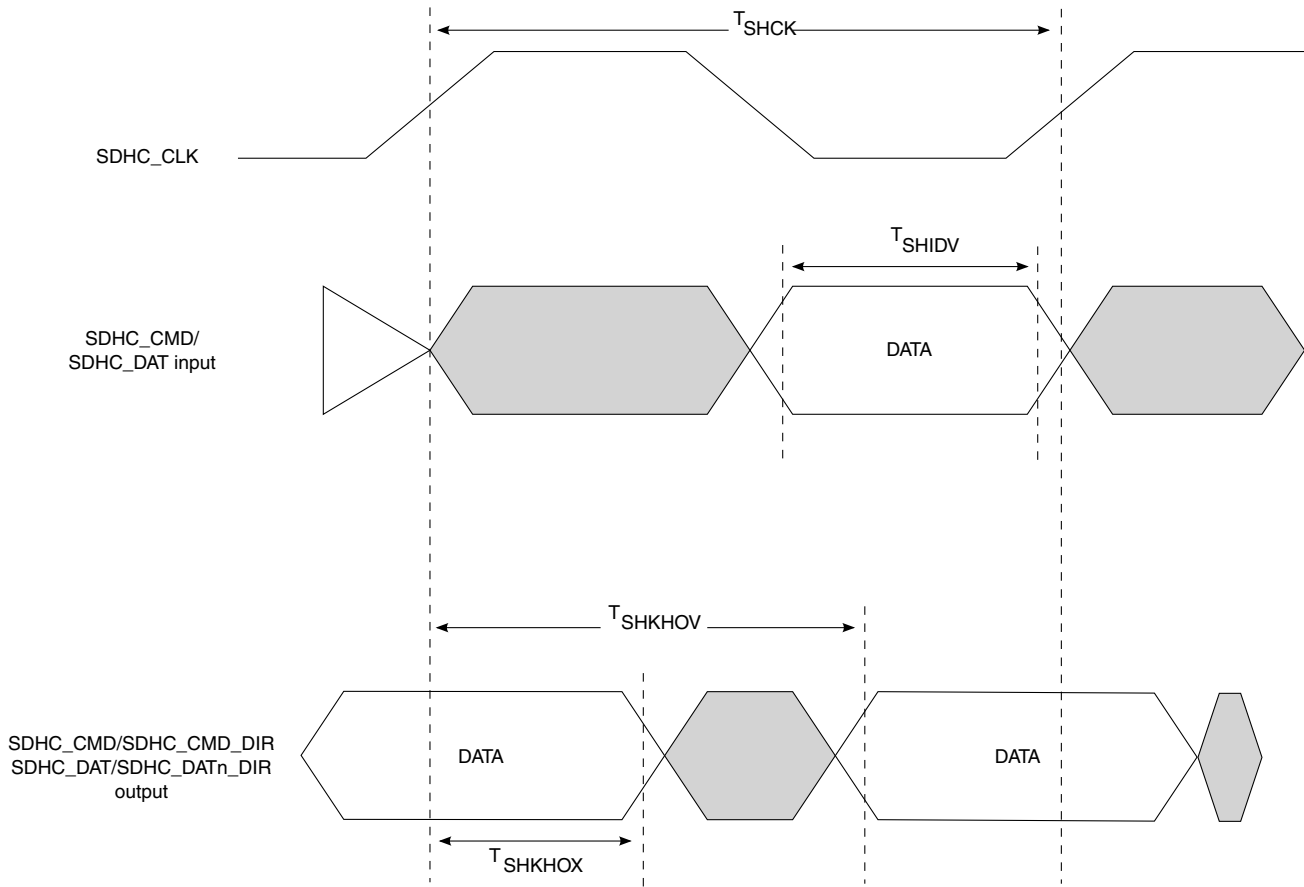 TSHCK
SDHC_CLK
TSHIDV
SDHC_CMD/
SDHC_DAT input
DATA
TSHKHOV
SDHC_CMD/SDHC_CMD_DIR
SDHC_DAT/SDHC_DATn_DIR
output
DATA
DATA
TSHKHOX